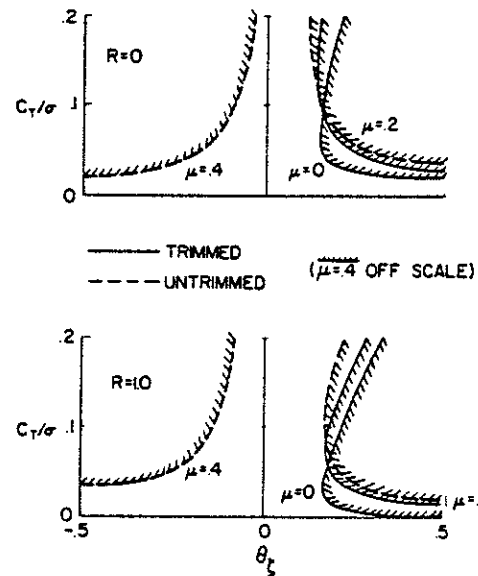 .2
R=0
C_T/σ
.1
μ=.2
μ=.4
μ=0
0
TRIMMED
UNTRIMMED
(μ=.4 OFF SCALE)
.2
R=1.0
C_T/σ
.1
μ=.4
μ=0
μ=.
0
-.5
0
.5
θ_ζ